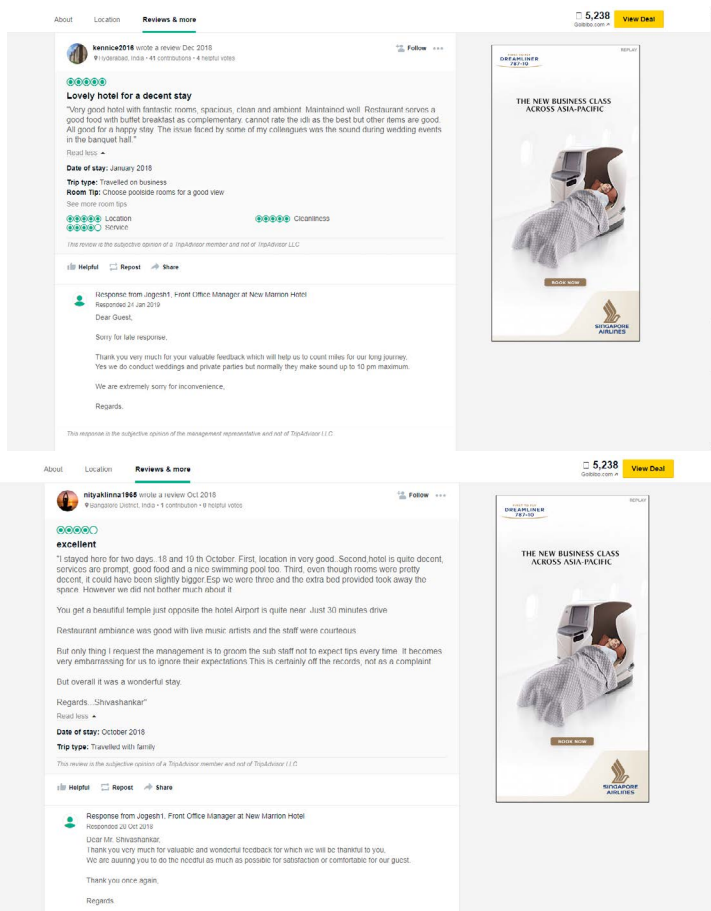 About Location Reviews & more
5,238
Goibibo.com
View Deal
kennice2016 wrote a review Dec 2018
Hyderabad, India • 41 contributions • 4 helpful votes
Follow
Lovely hotel for a decent stay
"Very good hotel with fantastic rooms, spacious, clean and ambient. Maintained well. Restaurant serves a
good food with buffet breakfast as complementary. cannot rate the idli as the best but other items are good.
All good for a happy stay. The issue faced by some of my colleagues was the sound during wedding events
in the banquet hall."
Read less
Date of stay: January 2018
Trip type: Travelled on business
Room Tip: Choose poolside rooms for a good view
See more room tips
Location
Cleanliness
Service
This review is the subjective opinion of a TripAdvisor member and not of TripAdvisor LLC
Helpful Repost Share
Response from Jogesh1, Front Office Manager at New Marrion Hotel
Responded 24 Jan 2019
Dear Guest,
Sorry for late response.
Thank you very much for your valuable feedback which will help us to count miles for our long journey,
Yes we do conduct weddings and private parties but normally they make sound up to 10 pm maximum.
We are extremely sorry for inconvenience,
Regards.
This response is the subjective opinion of the management representative and not of TripAdvisor LLC
REPLAY
DREAMLINER
787-10
THE NEW BUSINESS CLASS
ACROSS ASIA-PACIFIC
BOOK NOW
SINGAPORE
AIRLINES
About Location Reviews & more
5,238
Goibibo.com
View Deal
nityaklinna1965 wrote a review Oct 2018
Bangalore District, India • 1 contribution • 0 helpful votes
Follow
excellent
"I stayed here for two days..18 and 19 th October. First, location in very good..Second,hotel is quite decent,
services are prompt, good food and a nice swimming pool too. Third, even though rooms were pretty
decent, it could have been slightly bigger.Esp we were three and the extra bed provided took away the
space. However we did not bother much about it.
You get a beautiful temple just opposite the hotel Airport is quite near. Just 30 minutes drive
Restaurant ambiance was good with live music artists and the staff were courteous
But only thing I request the management is to groom the sub staff not to expect tips every time. It becomes
very embarrassing for us to ignore their expectations This is certainly off the records, not as a complaint
But overall it was a wonderful stay.
Regards...Shivashankar"
Read less
Date of stay: October 2018
Trip type: Travelled with family
This review is the subjective opinion of a TripAdvisor member and not of TripAdvisor LLC
Helpful Repost Share
Response from Jogesh1, Front Office Manager at New Marrion Hotel
Responded 20 Oct 2018
Dear Mr. Shivashankar,
Thank you very much for valuable and wonderful feedback for which we will be thankful to you,
We are auuring you to do the needful as much as possible for satisfaction or comfortable for our guest.
Thank you once again,
Regards
REPLAY
DREAMLINER
787-10
THE NEW BUSINESS CLASS
ACROSS ASIA-PACIFIC
BOOK NOW
SINGAPORE
AIRLINES